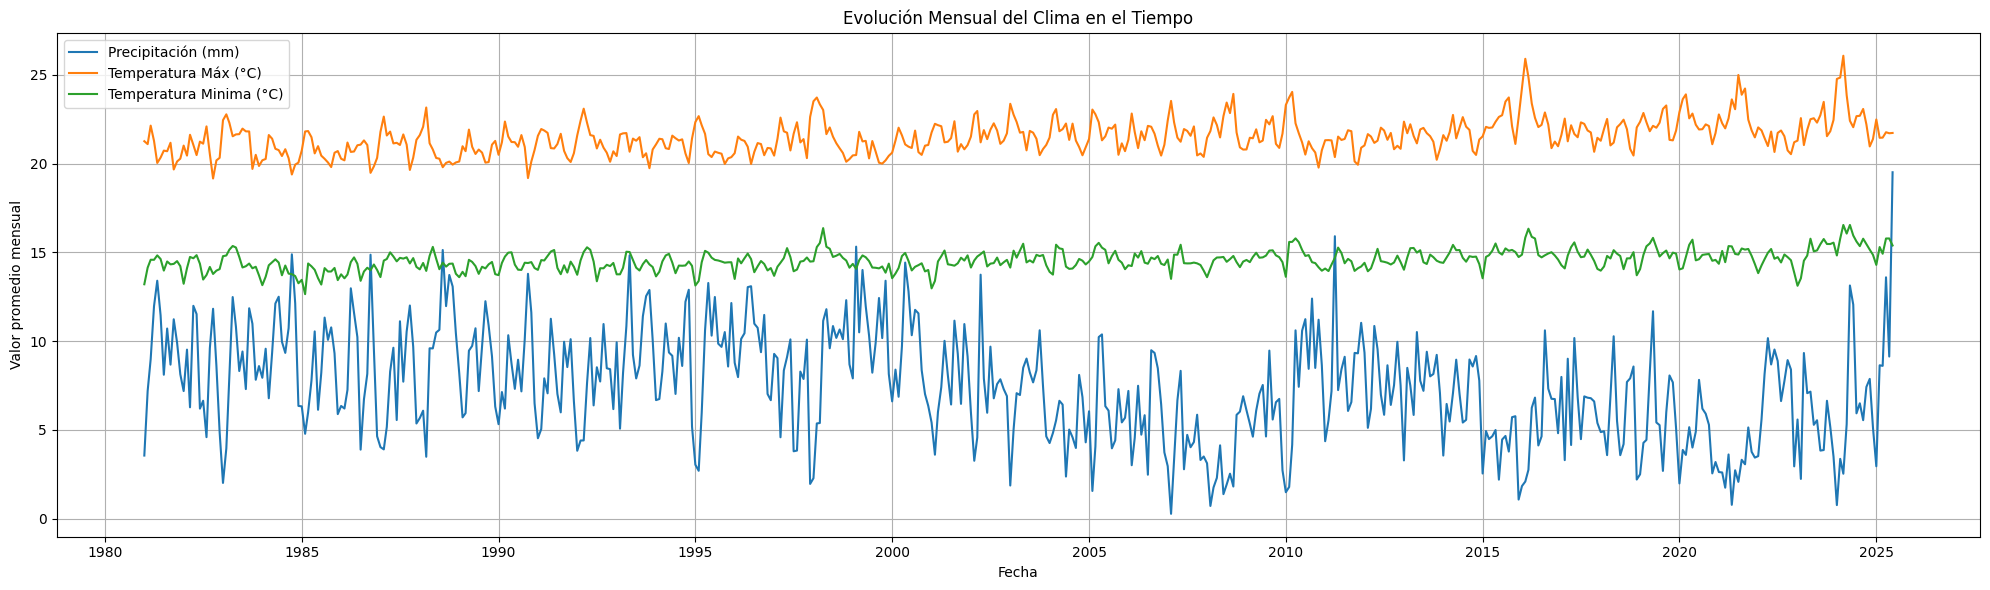 Evolución Mensual del Clima en el Tiempo
Precipitación (mm)
Temperatura Máx (°C)
Temperatura Minima (°C)
Valor promedio mensual
25
20
15
10
5
0
1980 1985 1990 1995 2000 2005 2010 2015 2020 2025
Fecha